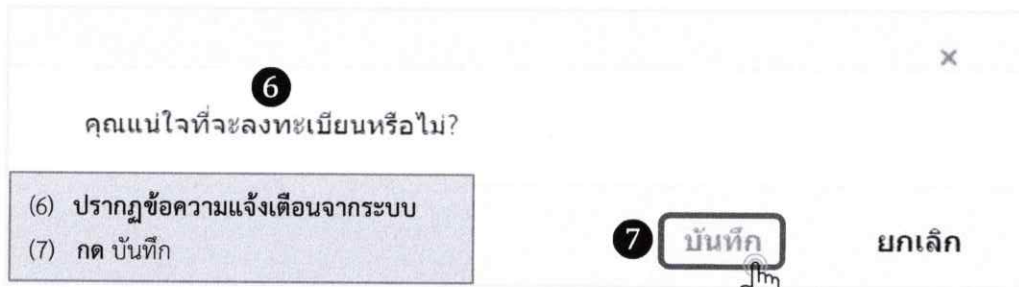 ×
6
คุณแน่ใจที่จะลงทะเบียนหรือไม่?
(6) ปรากฏข้อความแจ้งเตือนจากระบบ
(7) กด บันทึก
7 บันทึก ยกเลิก